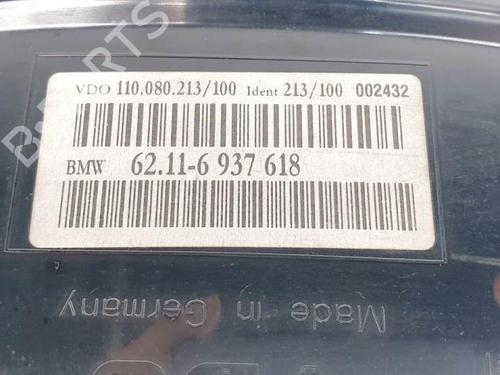 VDO 110.080.213/100 Ident 213/100 002432
BMW 62.11-6 937 618
Made in Germany